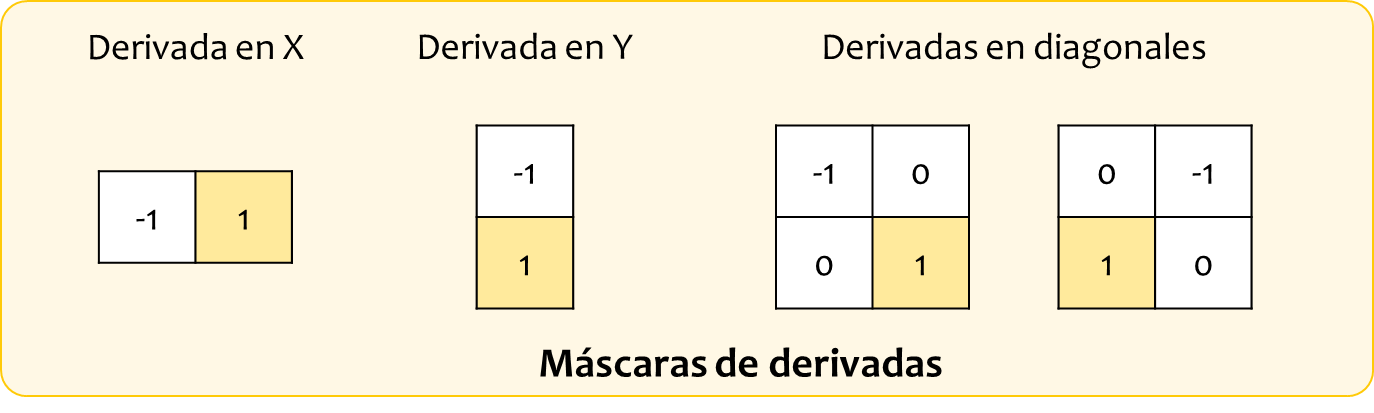 Derivada en X
Derivada en Y
Derivadas en diagonales
-1 1
-1
1
-1 0
0 1
0 -1
1 0
Máscaras de derivadas